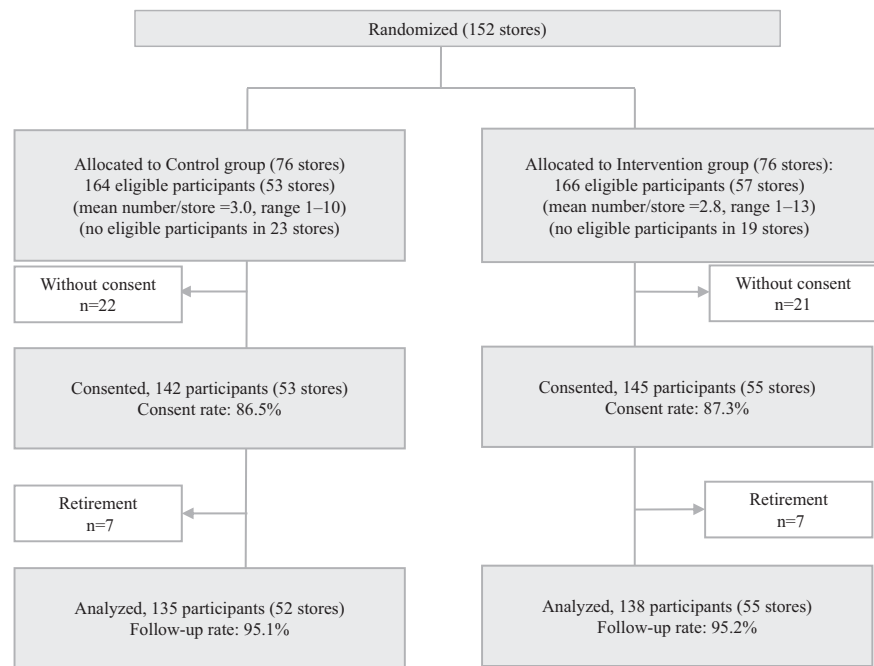 Randomized (152 stores)
Allocated to Control group (76 stores)
164 eligible participants (53 stores)
(mean number/store =3.0, range 1–10)
(no eligible participants in 23 stores)
Allocated to Intervention group (76 stores):
166 eligible participants (57 stores)
(mean number/store =2.8, range 1–13)
(no eligible participants in 19 stores)
Without consent
n=22
Without consent
n=21
Consented, 142 participants (53 stores)
Consent rate: 86.5%
Consented, 145 participants (55 stores)
Consent rate: 87.3%
Retirement
n=7
Retirement
n=7
Analyzed, 135 participants (52 stores)
Follow-up rate: 95.1%
Analyzed, 138 participants (55 stores)
Follow-up rate: 95.2%